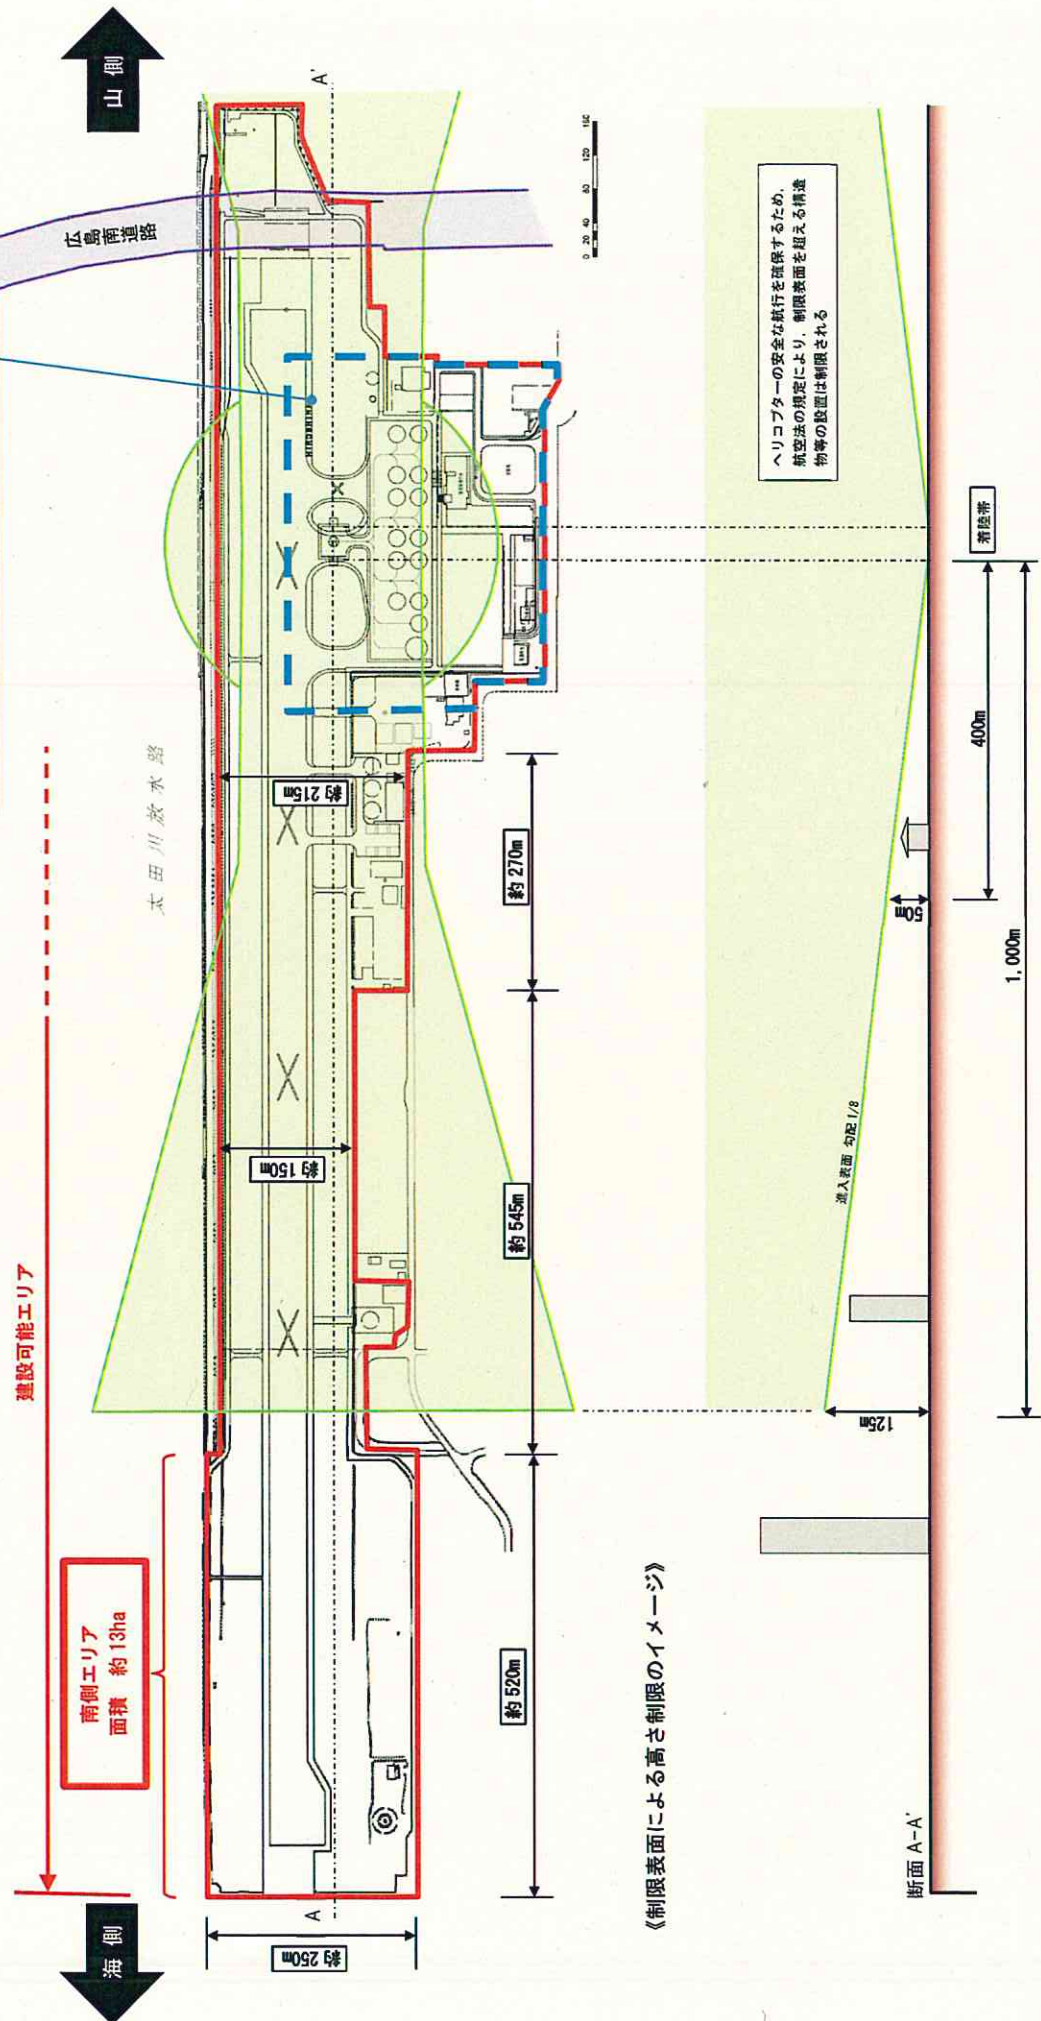 山側
A'
広島南道路
0 20 40 80 120 160
太田川放水路
建設可能エリア
南側エリア
面積 約13ha
約215m
約150m
約250m
約270m
約545m
約520m
海側
A
HIROSHIMA
ヘリコプターの安全な航行を確保するため、
航空法の規定により、制限表面を超える構造
物等の設置は制限される
着陸帯
400m
50m
1,000m
進入表面 勾配1/8
125m
《制限表面による高さ制限のイメージ》
断面 A-A'